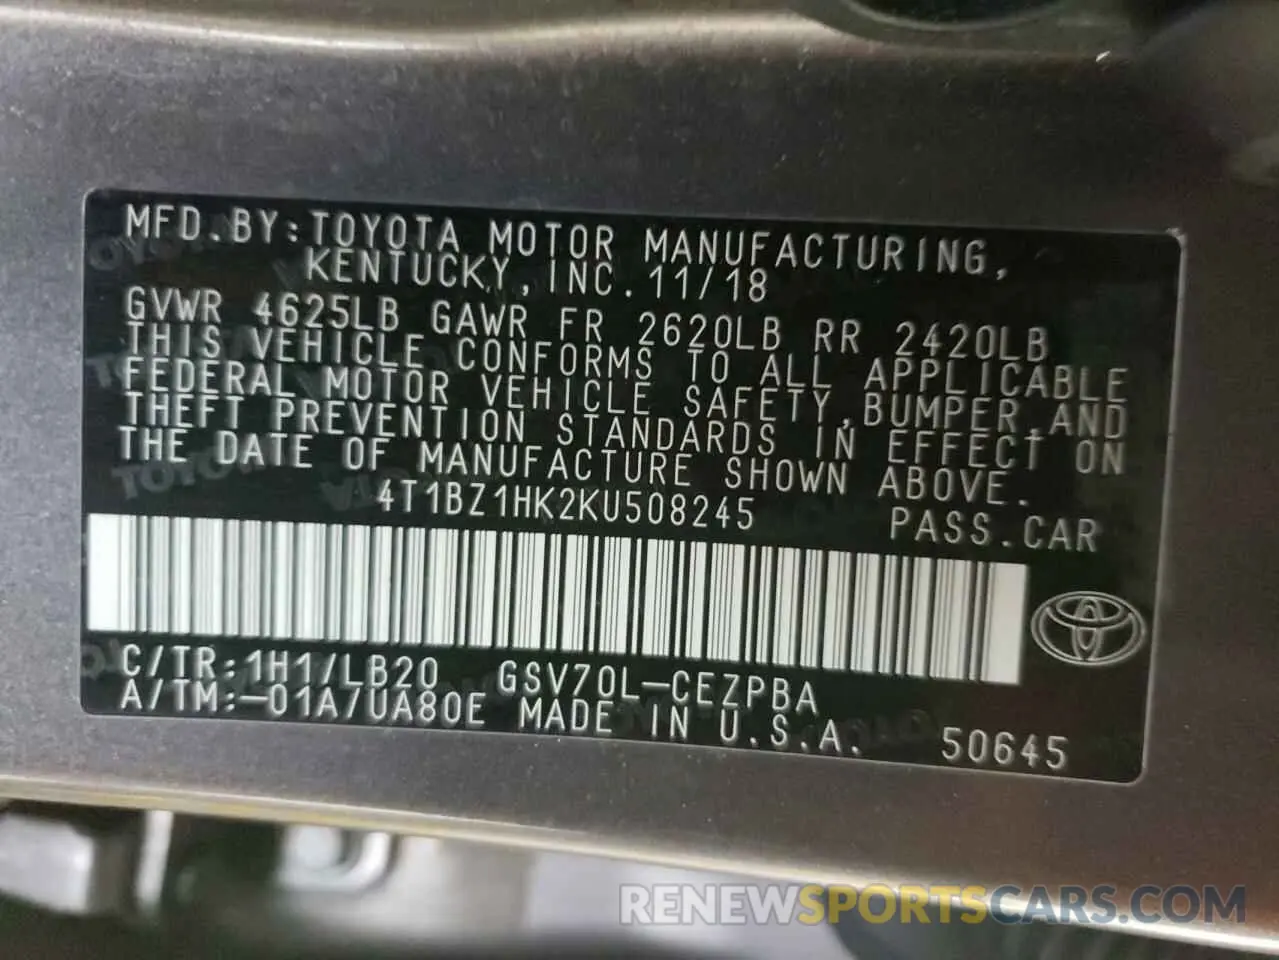 MFD.BY:TOYOTA MOTOR MANUFACTURING,
KENTUCKY,INC.11/18
GVWR 4625LB GAWR FR 2620LB RR 2420LB
THIS VEHICLE CONFORMS TO ALL APPLICABLE
FEDERAL MOTOR VEHICLE SAFETY,BUMPER,AND
THEFT PREVENTION STANDARDS IN EFFECT ON
THE DATE OF MANUFACTURE SHOWN ABOVE.
4T1BZ1HK2KU508245 PASS.CAR
C/TR:1H1/LB20 GSV70L-CEZPBA
A/TM:-01A/UA80E MADE IN U.S.A. 50645
RENEWSPORTSCARS.COM